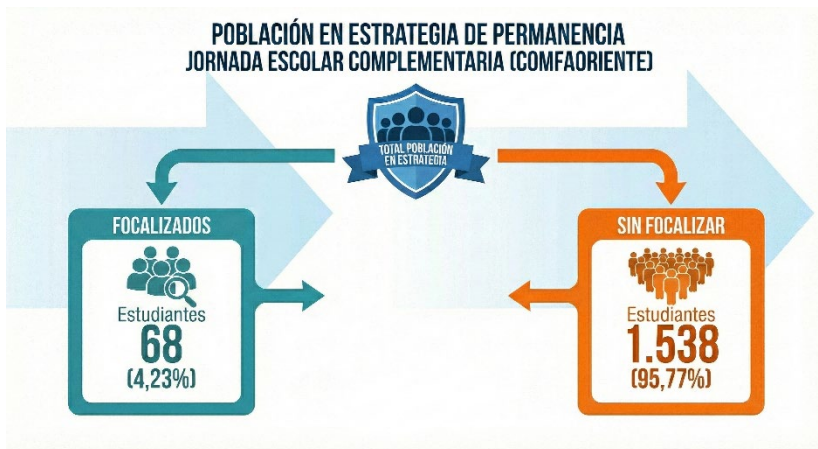 POBLACIÓN EN ESTRATEGIA DE PERMANENCIA
JORNADA ESCOLAR COMPLEMENTARIA (COMFAORIENTE)
TOTAL POBLACIÓN
EN ESTRATEGIA
FOCALIZADOS
Estudiantes
68
(4,23%)
SIN FOCALIZAR
Estudiantes
1.538
(95,77%)